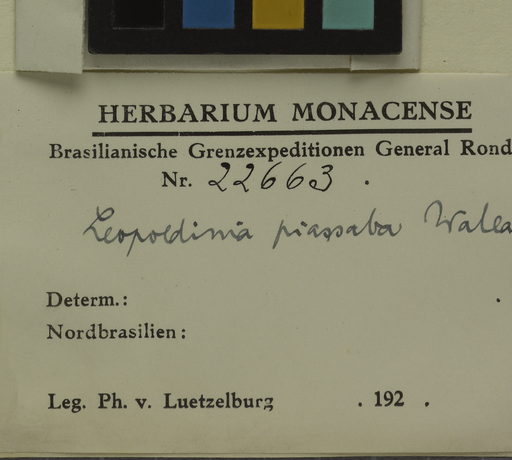 HERBARIUM MONACENSE
Brasilianische Grenzexpeditionen General Rond
Nr. 22663 .
Leopoldinia piassaba Walla
Determ.: .
Nordbrasilien:
Leg. Ph. v. Luetzelburg . 192 .